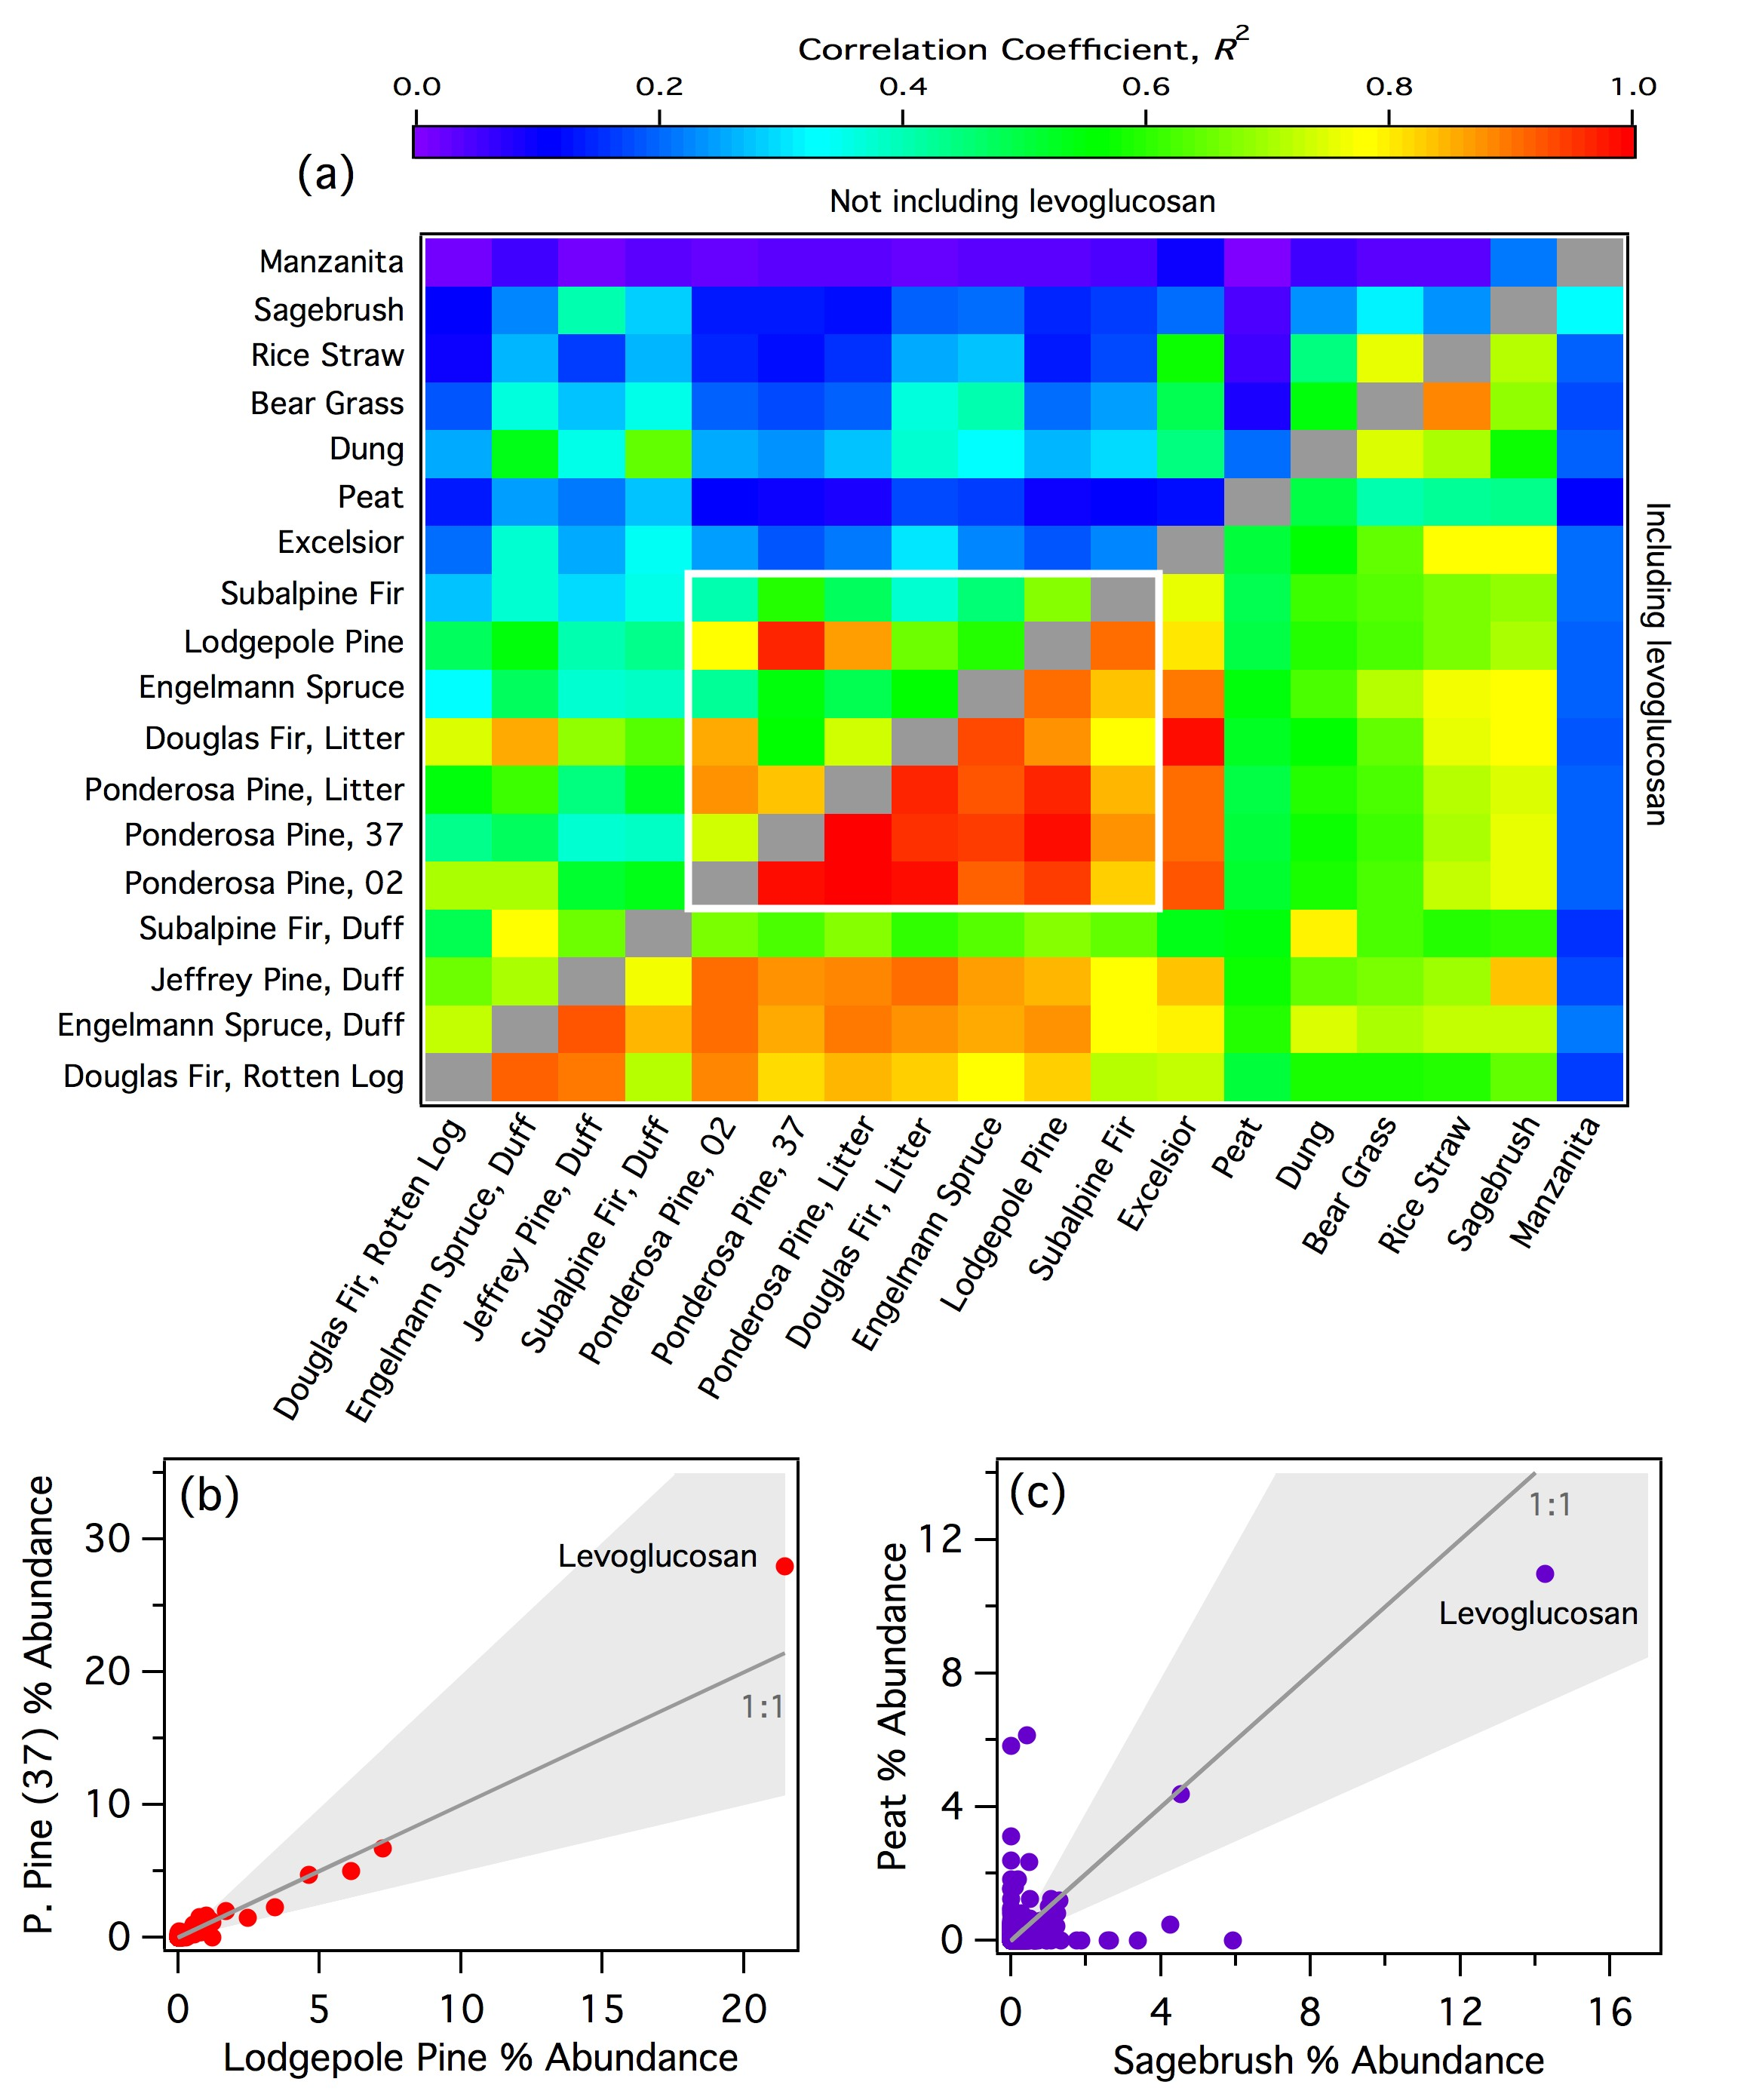 Correlation Coefficient, R2
0.0 0.2 0.4 0.6 0.8 1.0
(a)
Not including levoglucosan
Manzanita
Sagebrush
Rice Straw
Bear Grass
Dung
Peat
Excelsior
Subalpine Fir
Lodgepole Pine
Engelmann Spruce
Douglas Fir, Litter
Ponderosa Pine, Litter
Ponderosa Pine, 37
Ponderosa Pine, 02
Subalpine Fir, Duff
Jeffrey Pine, Duff
Engelmann Spruce, Duff
Douglas Fir, Rotten Log
Including levoglucosan
Douglas Fir, Rotten Log
Engelmann Spruce, Duff
Jeffrey Pine, Duff
Subalpine Fir, Duff
Ponderosa Pine, 02
Ponderosa Pine, 37
Ponderosa Pine, Litter
Douglas Fir, Litter
Engelmann Spruce
Lodgepole Pine
Subalpine Fir
Excelsior
Peat
Dung
Bear Grass
Rice Straw
Sagebrush
Manzanita
(b)
P. Pine (37) % Abundance
30
20
10
0
Levoglucosan
1:1
0 5 10 15 20
Lodgepole Pine % Abundance
(c)
Peat % Abundance
12
8
4
0
1:1
Levoglucosan
0 4 8 12 16
Sagebrush % Abundance